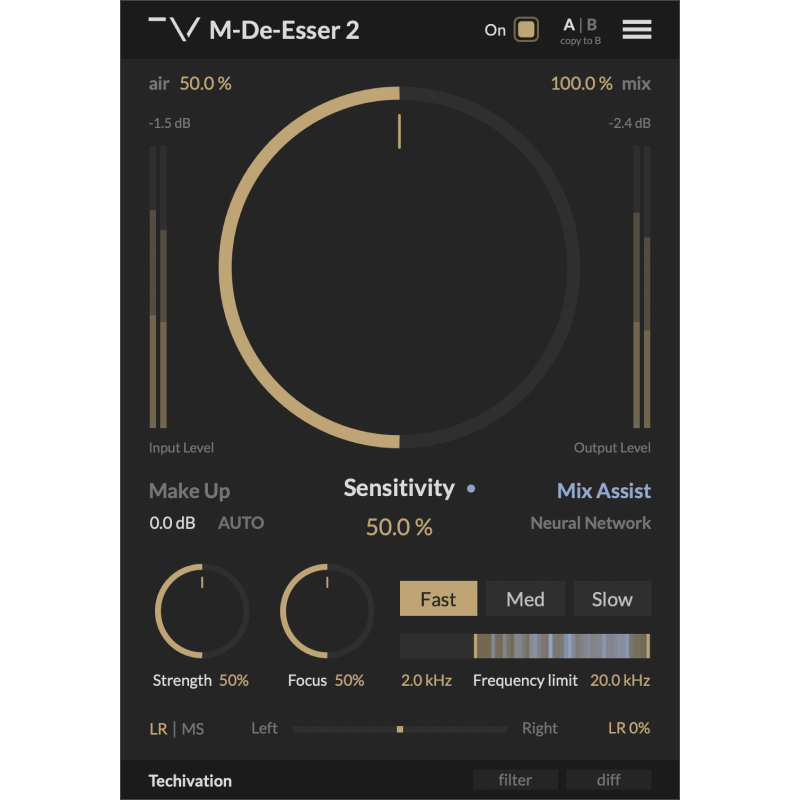 M-De-Esser 2
On
A | B
copy to B
air 50.0 %
100.0 % mix
-1.5 dB
-2.4 dB
Input Level
Output Level
Make Up
Sensitivity
Mix Assist
0.0 dB AUTO
50.0 %
Neural Network
Fast Med Slow
Strength 50%
Focus 50%
2.0 kHz Frequency limit 20.0 kHz
LR | MS
Left
Right
LR 0%
Techivation
filter
diff